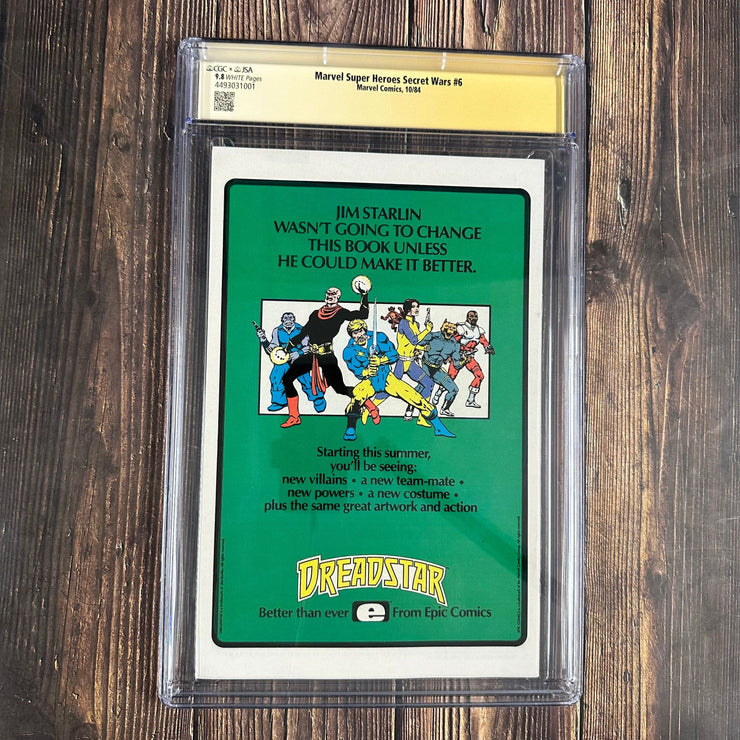 CGC × JSA
9.8 WHITE Pages
4493031001
Marvel Super Heroes Secret Wars #6
Marvel Comics, 10/84
JIM STARLIN
WASN'T GOING TO CHANGE
THIS BOOK UNLESS
HE COULD MAKE IT BETTER.
Starting this summer,
you'll be seeing:
new villains • a new team-mate •
new powers • a new costume •
plus the same great artwork and action
DREADSTAR
Better than ever e From Epic Comics